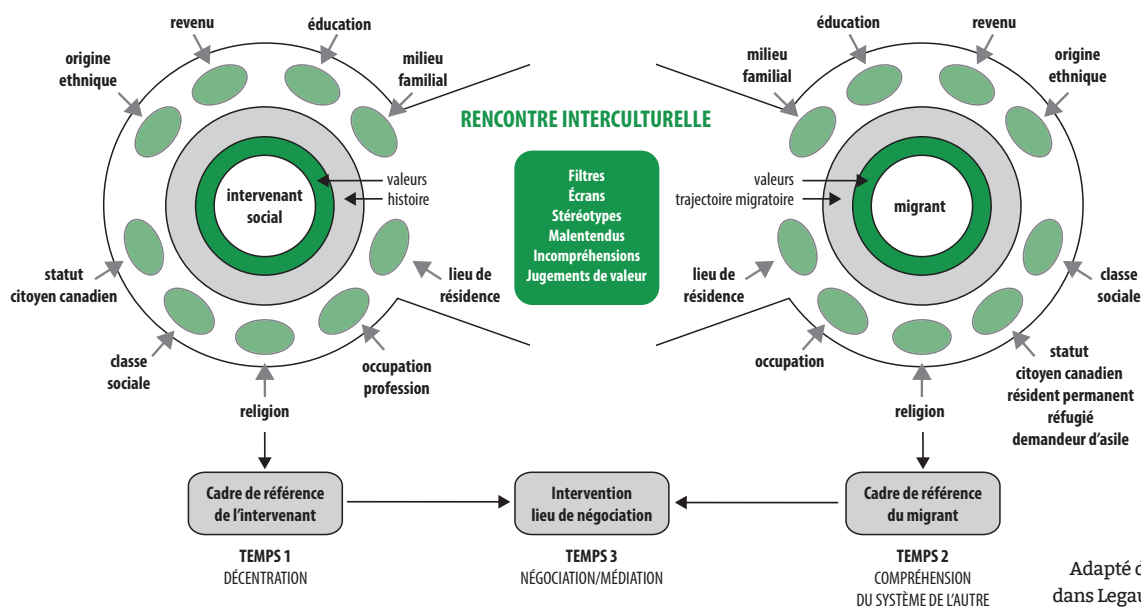 revenu
éducation
origine
ethnique
milieu
familial
intervenant
social
valeurs
histoire
statut
citoyen canadien
lieu de
résidence
classe
sociale
occupation
profession
religion
RENCONTRE INTERCULTURELLE
Filtres
Écrans
Stéréotypes
Malentendus
Incompréhensions
Jugements de valeur
éducation
revenu
milieu
familial
origine
ethnique
valeurs
trajectoire migratoire
migrant
lieu de
résidence
classe
sociale
occupation
statut
citoyen canadien
résident permanent
réfugié
demandeur d'asile
religion
Cadre de référence
de l'intervenant
Intervention
lieu de négociation
Cadre de référence
du migrant
TEMPS 1
DÉCENTRATION
TEMPS 3
NÉGOCIATION/MÉDIATION
TEMPS 2
COMPRÉHENSION
DU SYSTÈME DE L'AUTRE
Adapté
dans